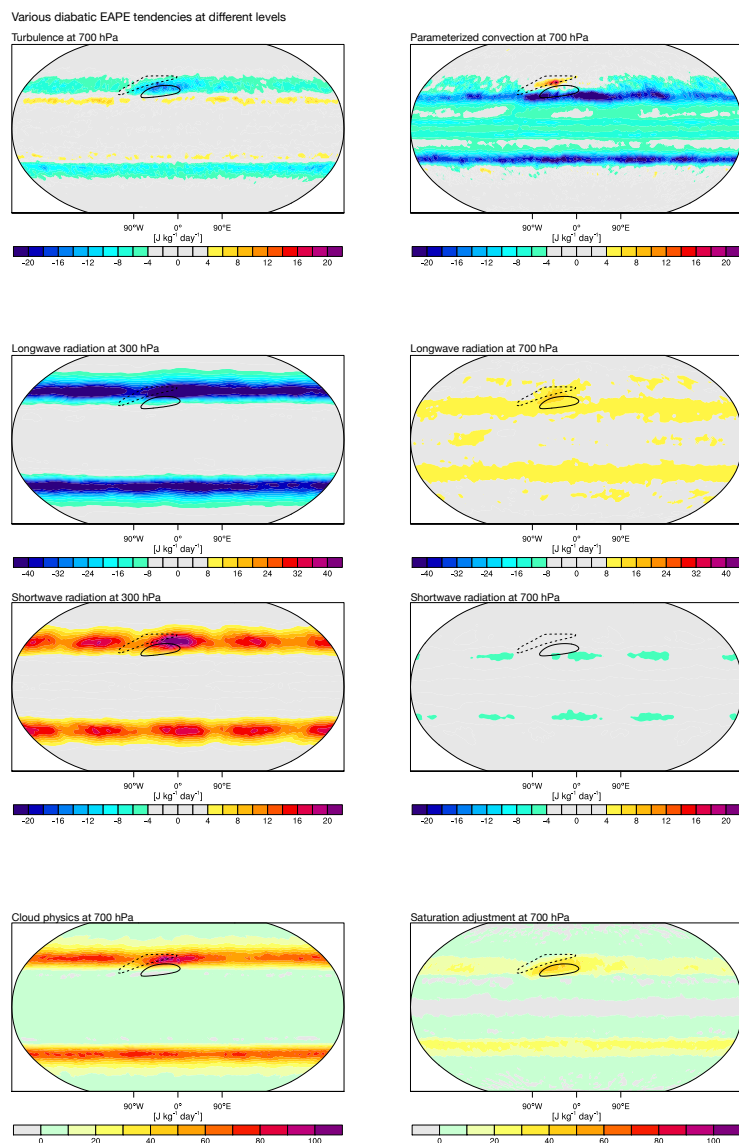 Various diabatic EAPE tendencies at different levels
Turbulence at 700 hPa
90°W 0° 90°E
[J kg⁻¹ day⁻¹]
-20 -16 -12 -8 -4 0 4 8 12 16 20
Parameterized convection at 700 hPa
90°W 0° 90°E
[J kg⁻¹ day⁻¹]
-20 -16 -12 -8 -4 0 4 8 12 16 20
Longwave radiation at 300 hPa
90°W 0° 90°E
[J kg⁻¹ day⁻¹]
-40 -32 -24 -16 -8 0 8 16 24 32 40
Longwave radiation at 700 hPa
90°W 0° 90°E
[J kg⁻¹ day⁻¹]
-40 -32 -24 -16 -8 0 8 16 24 32 40
Shortwave radiation at 300 hPa
90°W 0° 90°E
[J kg⁻¹ day⁻¹]
-20 -16 -12 -8 -4 0 4 8 12 16 20
Shortwave radiation at 700 hPa
90°W 0° 90°E
[J kg⁻¹ day⁻¹]
-20 -16 -12 -8 -4 0 4 8 12 16 20
Cloud physics at 700 hPa
90°W 0° 90°E
[J kg⁻¹ day⁻¹]
0 20 40 60 80 100
Saturation adjustment at 700 hPa
90°W 0° 90°E
[J kg⁻¹ day⁻¹]
0 20 40 60 80 100